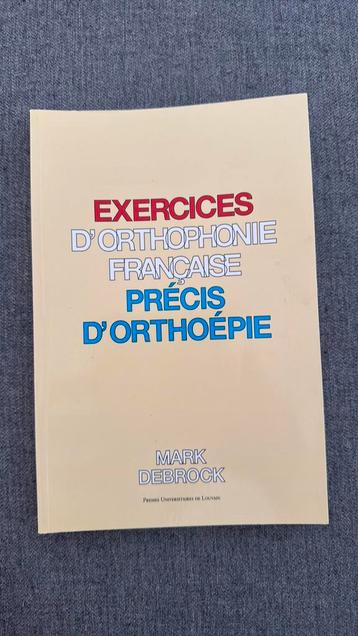 EXERCICES
D'ORTHOPHONIE
FRANÇAISE
PRÉCIS
D'ORTHOÉPIE
MARK
DEBROCK
PRESSES UNIVERSITAIRES DE LOUVAIN